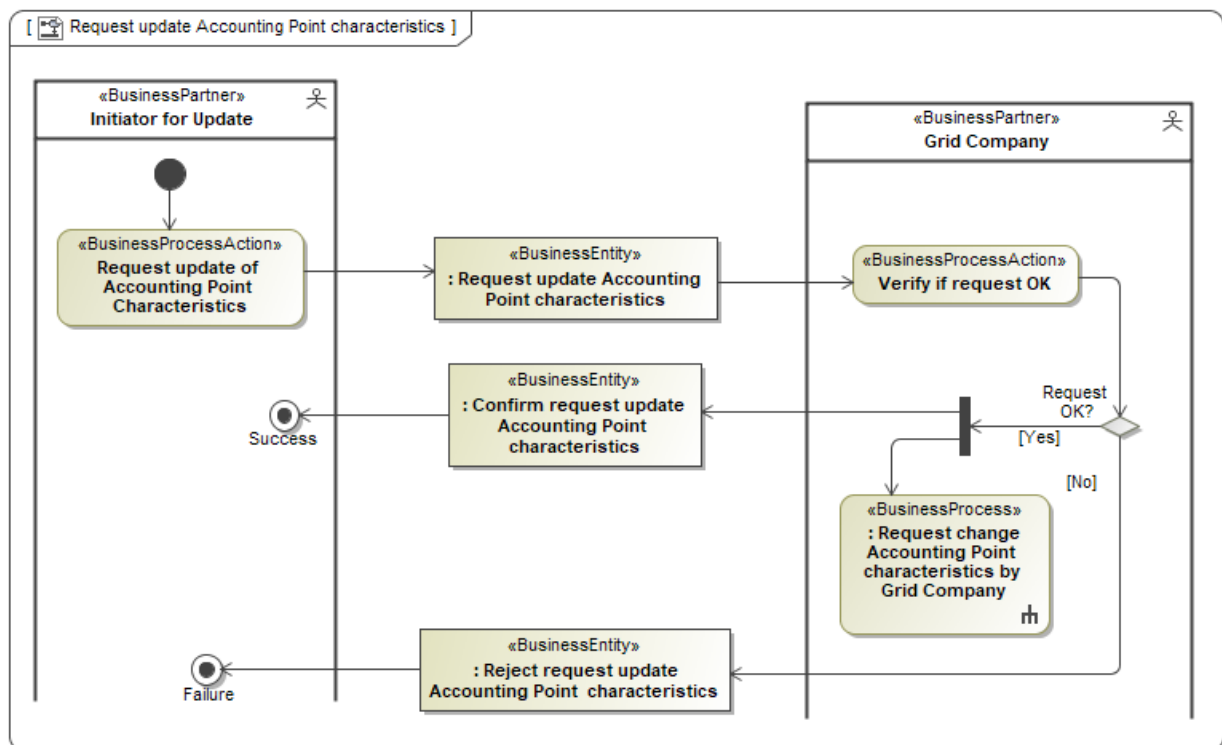 [ Request update Accounting Point characteristics ]
«BusinessPartner»
Initiator for Update
«BusinessPartner»
Grid Company
«BusinessProcessAction»
Request update of
Accounting Point
Characteristics
«BusinessEntity»
: Request update Accounting
Point characteristics
«BusinessProcessAction»
Verify if request OK
«BusinessEntity»
: Confirm request update
Accounting Point
characteristics
Success
Request
OK?
[Yes]
[No]
«BusinessProcess»
: Request change
Accounting Point
characteristics by
Grid Company
«BusinessEntity»
: Reject request update
Accounting Point  characteristics
Failure